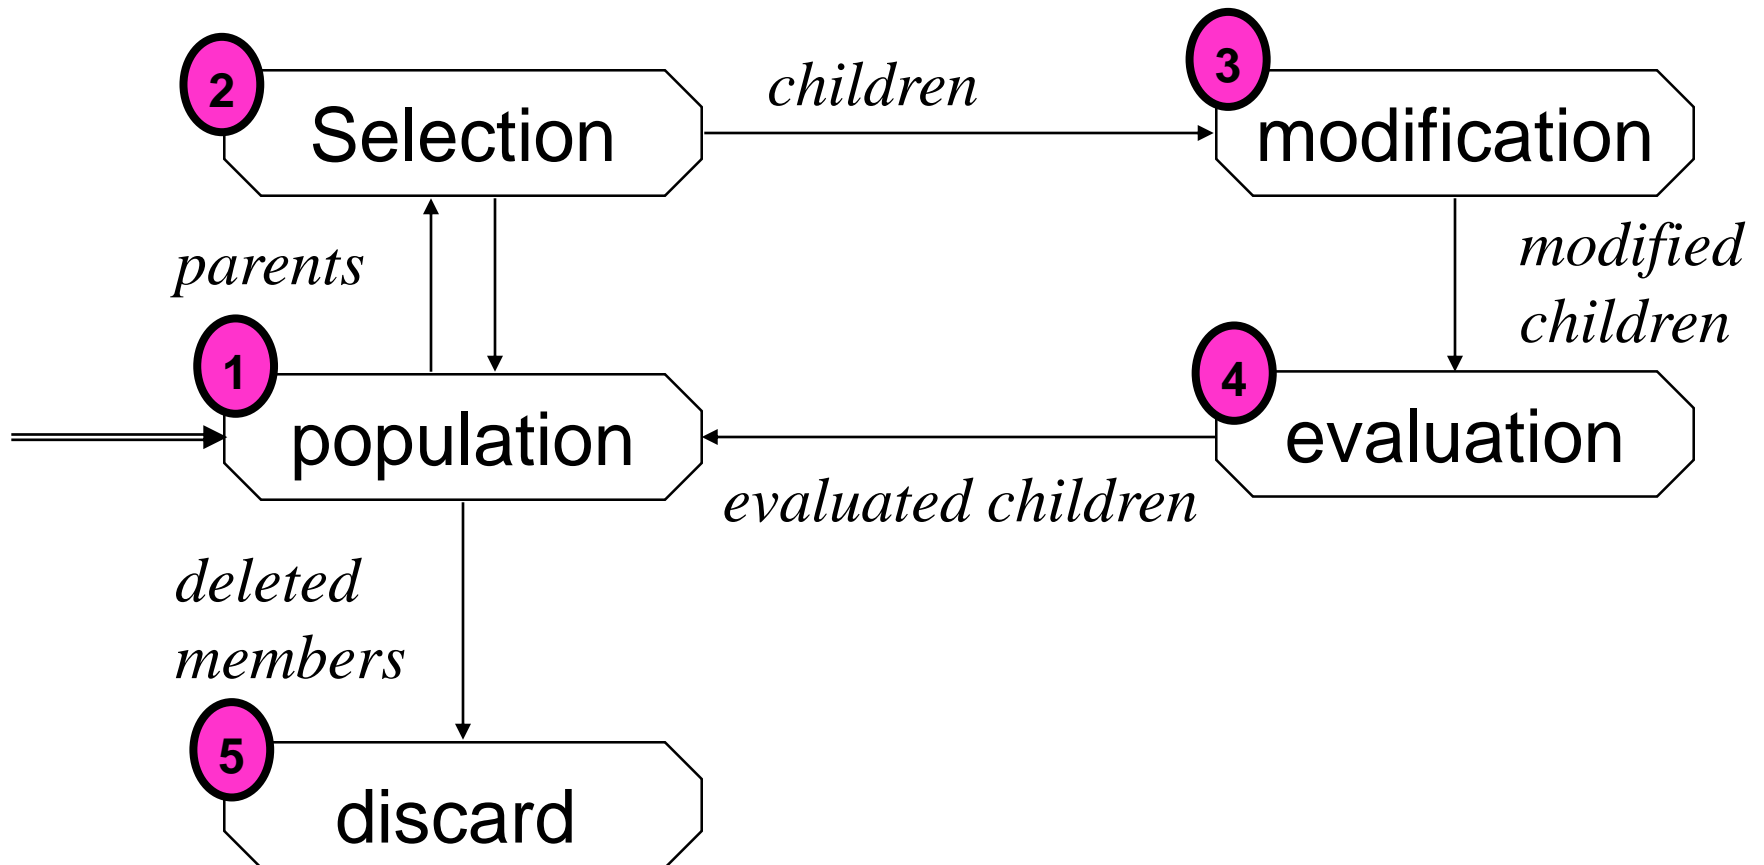 2
Selection
children
3
modification
parents
modified
children
1
population
4
evaluation
evaluated children
deleted
members
5
discard